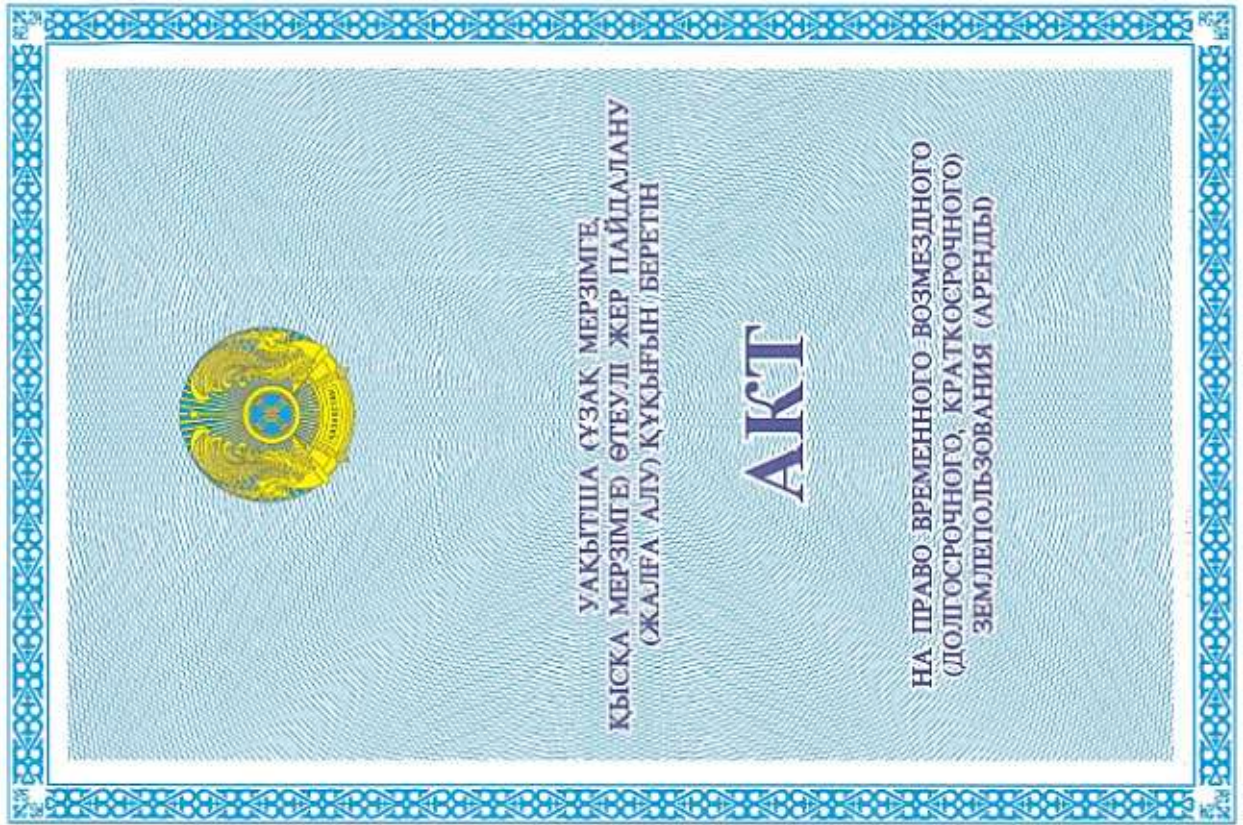 ҚАЗАҚСТАН
УАҚЫТША (ҰЗАҚ МЕРЗІМГЕ,
ҚЫСҚА МЕРЗІМГЕ) ӨТЕУЛІ ЖЕР ПАЙДАЛАНУ
(ЖАЛҒА АЛУ) ҚҰҚЫҒЫН БЕРЕТІН
АКТ
НА ПРАВО ВРЕМЕННОГО ВОЗМЕЗДНОГО
(ДОЛГОСРОЧНОГО, КРАТКОСРОЧНОГО)
ЗЕМЛЕПОЛЬЗОВАНИЯ (АРЕНДЫ)